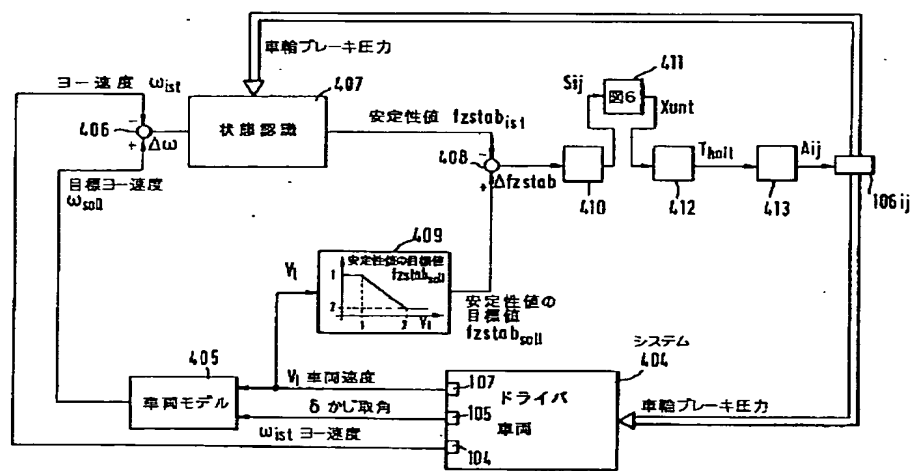 車輪ブレーキ圧力
ヨー速度 ωist
407
状態認識
406
Δω
目標ヨー速度
ωsoll
安定性値 fzstabist
408
Δfzstab
Sij
411
図6
Xunt
410
412
Thalt
413
Aij
106ij
409
安定性値の目標値
fzstabsoll
1
2
1
2
Vl
Vl
安定性値の
目標値
fzstabsoll
405
車両モデル
Vl 車両速度
δ かじ取角
ωist ヨー速度
107
105
104
ドライバ
車両
システム
404
車輪ブレーキ圧力